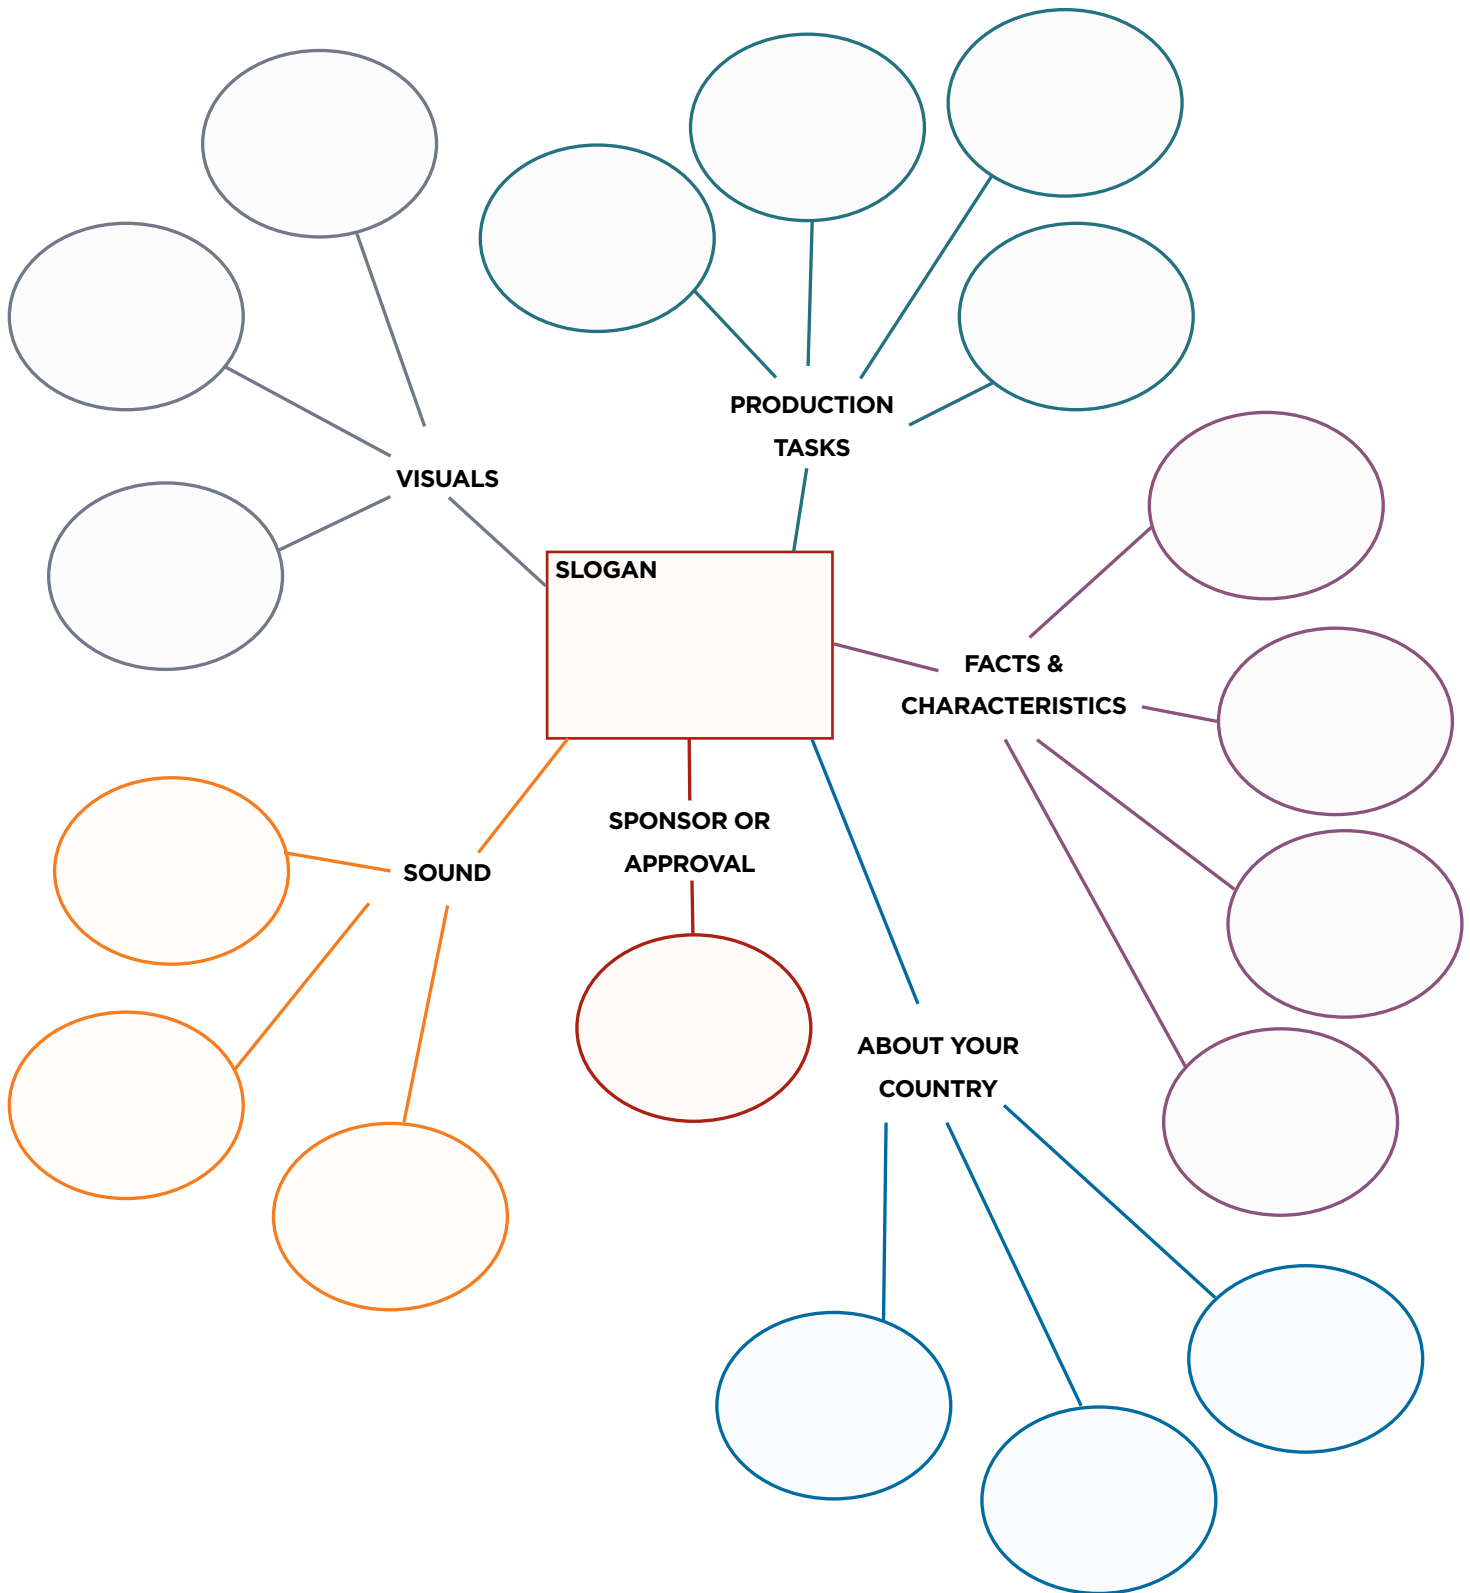 PRODUCTION
TASKS
VISUALS
SLOGAN
FACTS &
CHARACTERISTICS
SPONSOR OR
APPROVAL
SOUND
ABOUT YOUR
COUNTRY